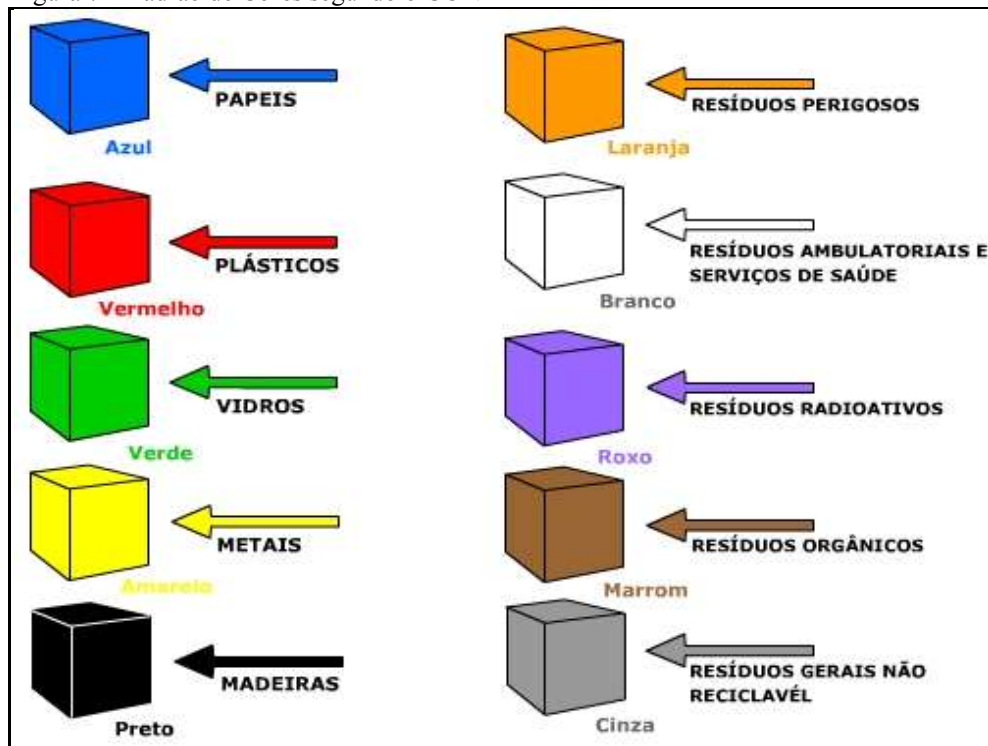 PAPEIS
Azul
PLÁSTICOS
Vermelho
VIDROS
Verde
METAIS
Amarelo
MADEIRAS
Preto
RESÍDUOS PERIGOSOS
Laranja
RESÍDUOS AMBULATORIAIS E
SERVIÇOS DE SAÚDE
Branco
RESÍDUOS RADIOATIVOS
Roxo
RESÍDUOS ORGÂNICOS
Marrom
RESÍDUOS GERAIS NÃO
RECICLAVÉL
Cinza